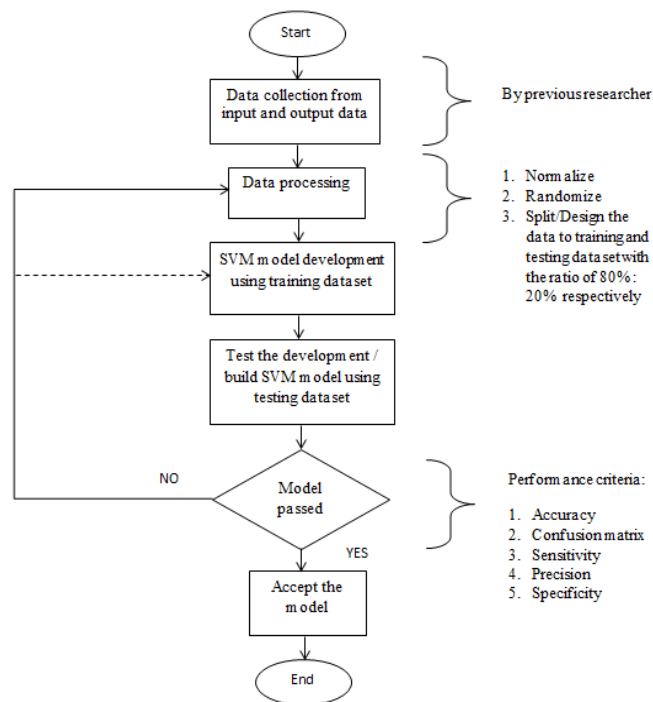 Start
Data collection from
input and output data
By previous researcher
Data processing
1. Normalize
2. Randomize
3. Split/Design the
data to training and
testing dataset with
the ratio of 80%:
20% respectively
SVM model development
using training dataset
Test the development /
build SVM model using
testing dataset
NO
Model
passed
YES
Performance criteria:
1. Accuracy
2. Confusion matrix
3. Sensitivity
4. Precision
5. Specificity
Accept the
model
End